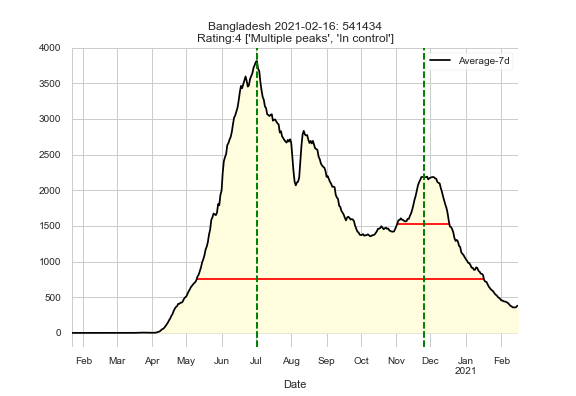 Bangladesh 2021-02-16: 541434
Rating:4 ['Multiple peaks', 'In control']
Average-7d
4000
3500
3000
2500
2000
1500
1000
500
0
Feb Mar Apr May Jun Jul Aug Sep Oct Nov Dec Jan Feb
2021
Date